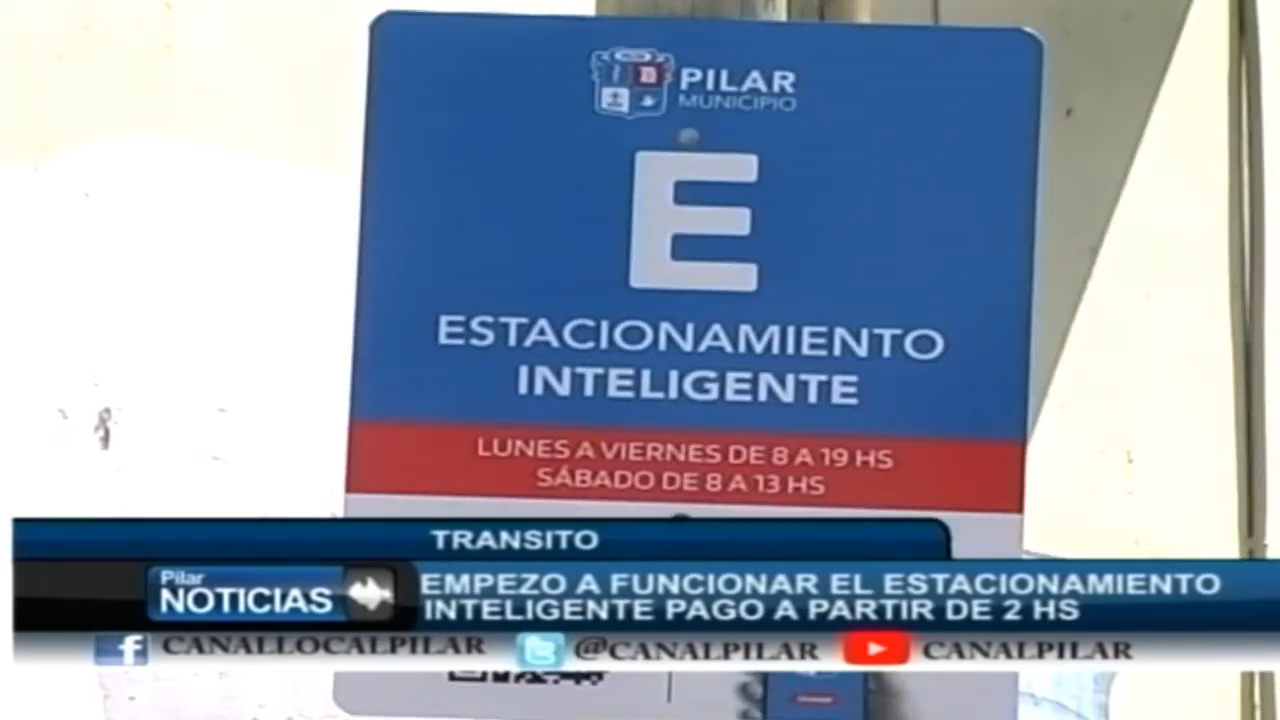 PILAR
MUNICIPIO
E
ESTACIONAMIENTO
INTELIGENTE
LUNES A VIERNES DE 8 A 19 HS
SÁBADO DE 8 A 13 HS
TRANSITO
Pilar
NOTICIAS
EMPEZO A FUNCIONAR EL ESTACIONAMIENTO
INTELIGENTE PAGO A PARTIR DE 2 HS
CANALLOCALPILAR
@CANALPILAR
CANALPILAR